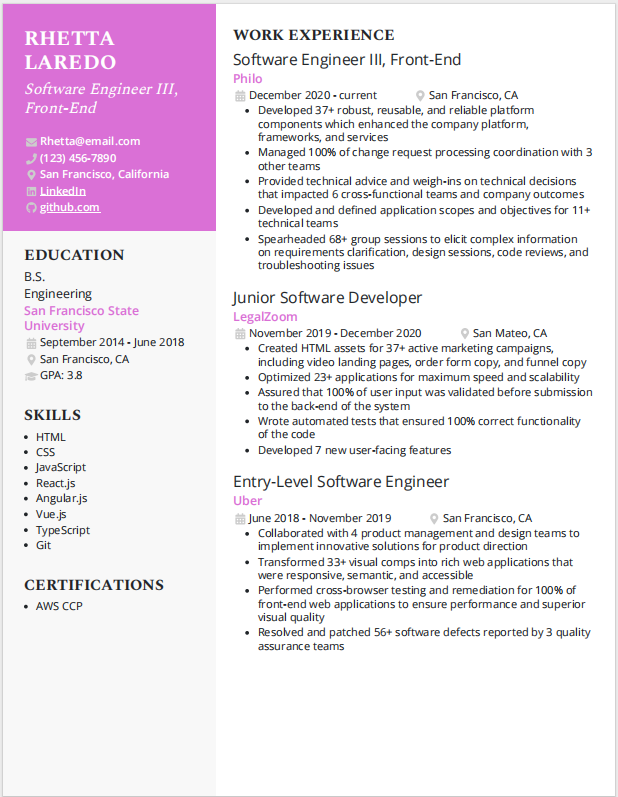 RHETTA
LAREDO
Software Engineer III,
Front-End
Rhetta@email.com
(123) 456-7890
San Francisco, California
LinkedIn
github.com
EDUCATION
B.S.
Engineering
San Francisco State
University
September 2014 - June 2018
San Francisco, CA
GPA: 3.8
SKILLS
HTML
CSS
JavaScript
React.js
Angular.js
Vue.js
TypeScript
Git
CERTIFICATIONS
AWS CCP
WORK EXPERIENCE
Software Engineer III, Front-End
Philo
December 2020 - current San Francisco, CA
Developed 37+ robust, reusable, and reliable platform
components which enhanced the company platform,
frameworks, and services
Managed 100% of change request processing coordination with 3
other teams
Provided technical advice and weigh-ins on technical decisions
that impacted 6 cross-functional teams and company outcomes
Developed and defined application scopes and objectives for 11+
technical teams
Spearheaded 68+ group sessions to elicit complex information
on requirements clarification, design sessions, code reviews, and
troubleshooting issues
Junior Software Developer
LegalZoom
November 2019 - December 2020 San Mateo, CA
Created HTML assets for 37+ active marketing campaigns,
including video landing pages, order form copy, and funnel copy
Optimized 23+ applications for maximum speed and scalability
Assured that 100% of user input was validated before submission
to the back-end of the system
Wrote automated tests that ensured 100% correct functionality
of the code
Developed 7 new user-facing features
Entry-Level Software Engineer
Uber
June 2018 - November 2019 San Francisco, CA
Collaborated with 4 product management and design teams to
implement innovative solutions for product direction
Transformed 33+ visual comps into rich web applications that
were responsive, semantic, and accessible
Performed cross-browser testing and remediation for 100% of
front-end web applications to ensure performance and superior
visual quality
Resolved and patched 56+ software defects reported by 3 quality
assurance teams